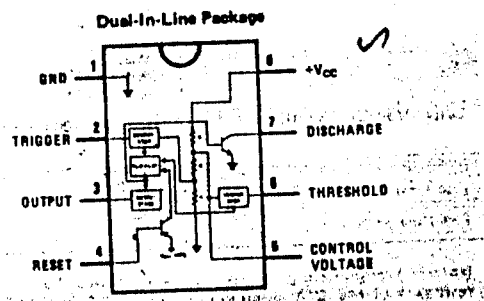 Dual-In-Line Package
GND 1
8 +Vcc
TRIGGER 2
7 DISCHARGE
OUTPUT 3
6 THRESHOLD
RESET 4
5 CONTROL
VOLTAGE